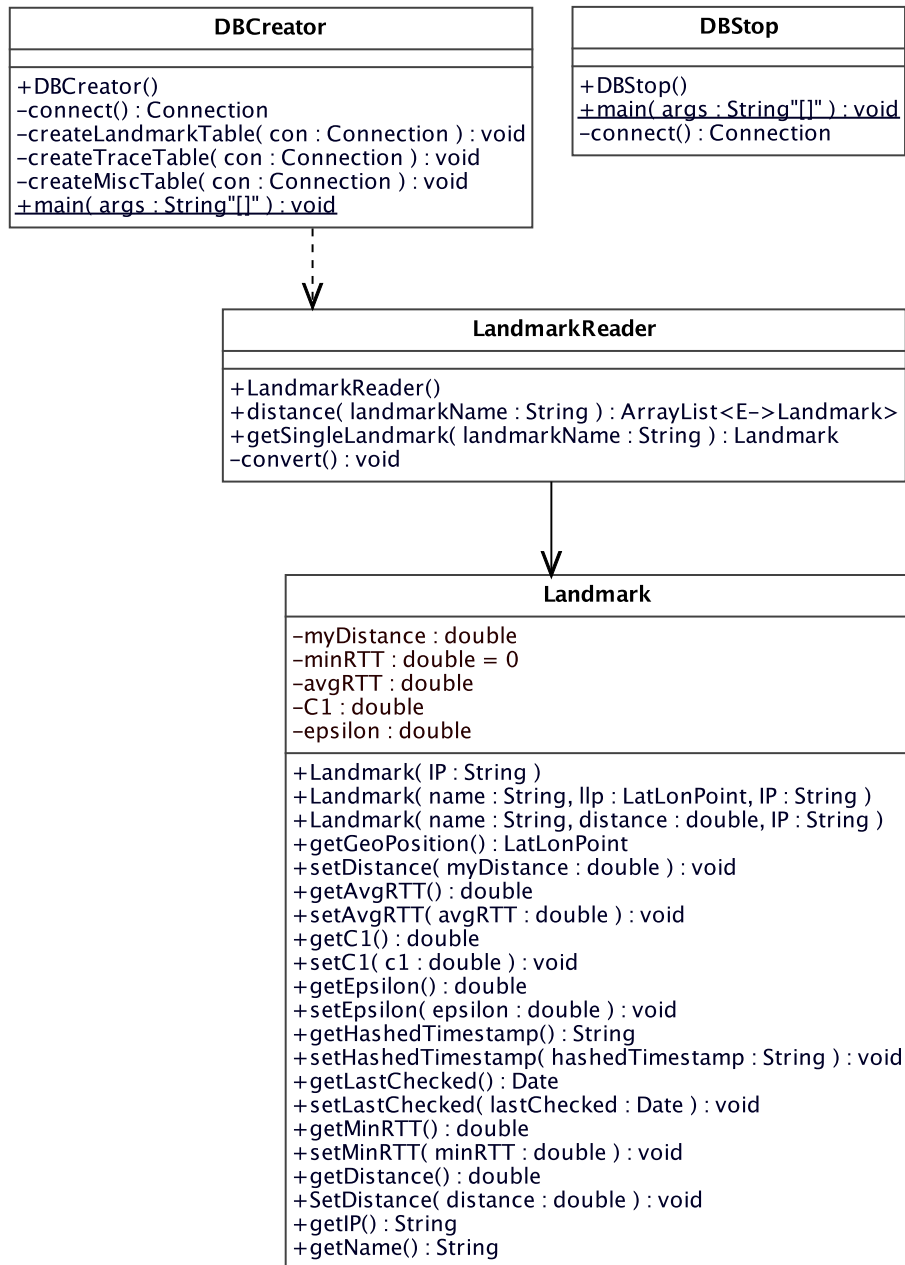 DBCreator
+DBCreator()
-connect() : Connection
-createLandmarkTable( con : Connection ) : void
-createTraceTable( con : Connection ) : void
-createMiscTable( con : Connection ) : void
+main( args : String"[]" ) : void
DBStop
+DBStop()
+main( args : String"[]" ) : void
-connect() : Connection
LandmarkReader
+LandmarkReader()
+distance( landmarkName : String ) : ArrayList<E->Landmark>
+getSingleLandmark( landmarkName : String ) : Landmark
-convert() : void
Landmark
-myDistance : double
-minRTT : double = 0
-avgRTT : double
-C1 : double
-epsilon : double
+Landmark( IP : String )
+Landmark( name : String, llp : LatLonPoint, IP : String )
+Landmark( name : String, distance : double, IP : String )
+getGeoPosition() : LatLonPoint
+setDistance( myDistance : double ) : void
+getAvgRTT() : double
+setAvgRTT( avgRTT : double ) : void
+getC1() : double
+setC1( c1 : double ) : void
+getEpsilon() : double
+setEpsilon( epsilon : double ) : void
+getHashedTimestamp() : String
+setHashedTimestamp( hashedTimestamp : String ) : void
+getLastChecked() : Date
+setLastChecked( lastChecked : Date ) : void
+getMinRTT() : double
+setMinRTT( minRTT : double ) : void
+getDistance() : double
+SetDistance( distance : double ) : void
+getIP() : String
+getName() : String